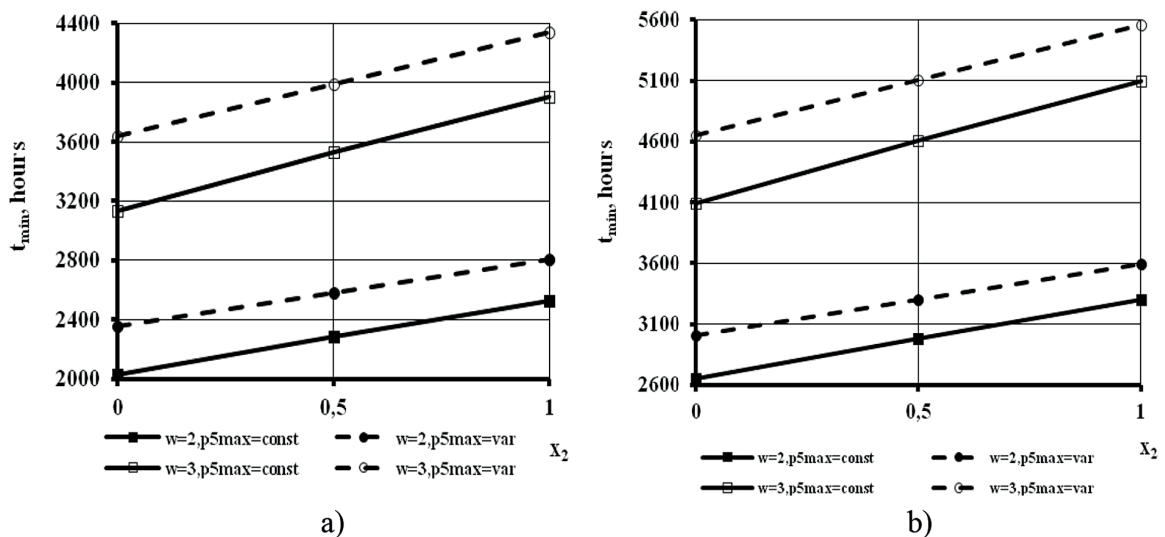 4400
4000
3600
3200
2800
2400
2000
t_min, hours
0 0,5 1
x_2
w=2,p5max=const w=2,p5max=var
w=3,p5max=const w=3,p5max=var
a)
5600
5100
4600
4100
3600
3100
2600
t_min, hours
0 0,5 1
x_2
w=2,p5max=const w=2,p5max=var
w=3,p5max=const w=3,p5max=var
b)